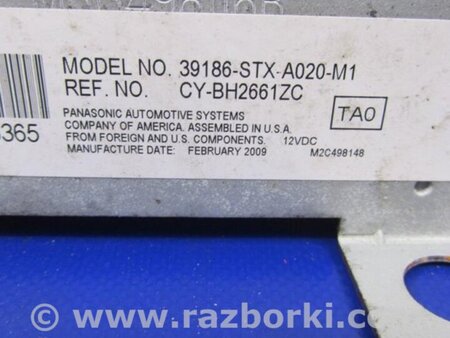 MODEL NO. 39186-STX-A020-M1
REF. NO. CY-BH2661ZC
PANASONIC AUTOMOTIVE SYSTEMS
COMPANY OF AMERICA. ASSEMBLED IN U.S.A.
FROM FOREIGN AND U.S. COMPONENTS. 12VDC
MANUFACTURE DATE: FEBRUARY 2009 M2C498148
TA0
365
www.razborki.com